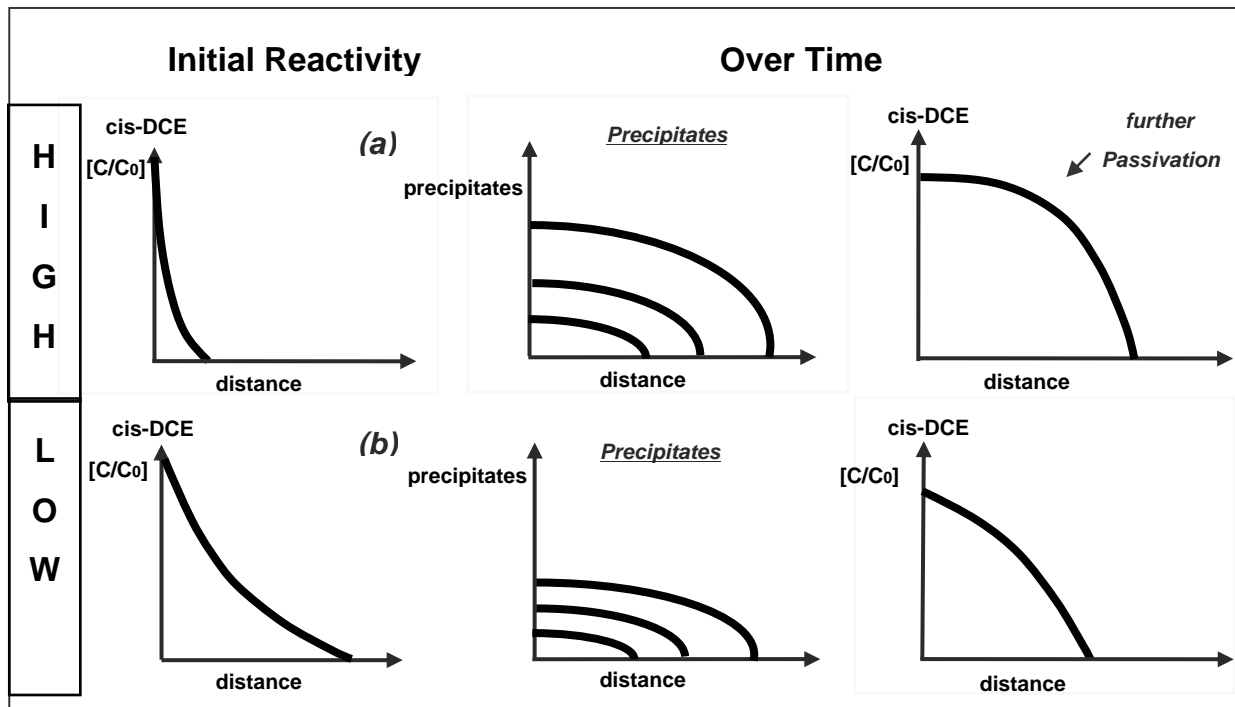 Initial Reactivity
Over Time
H
I
G
H
cis-DCE
[C/C0]
(a)
distance
Precipitates
precipitates
distance
cis-DCE
[C/C0]
further
Passivation
distance
L
O
W
cis-DCE
[C/C0]
(b)
distance
Precipitates
precipitates
distance
cis-DCE
[C/C0]
distance